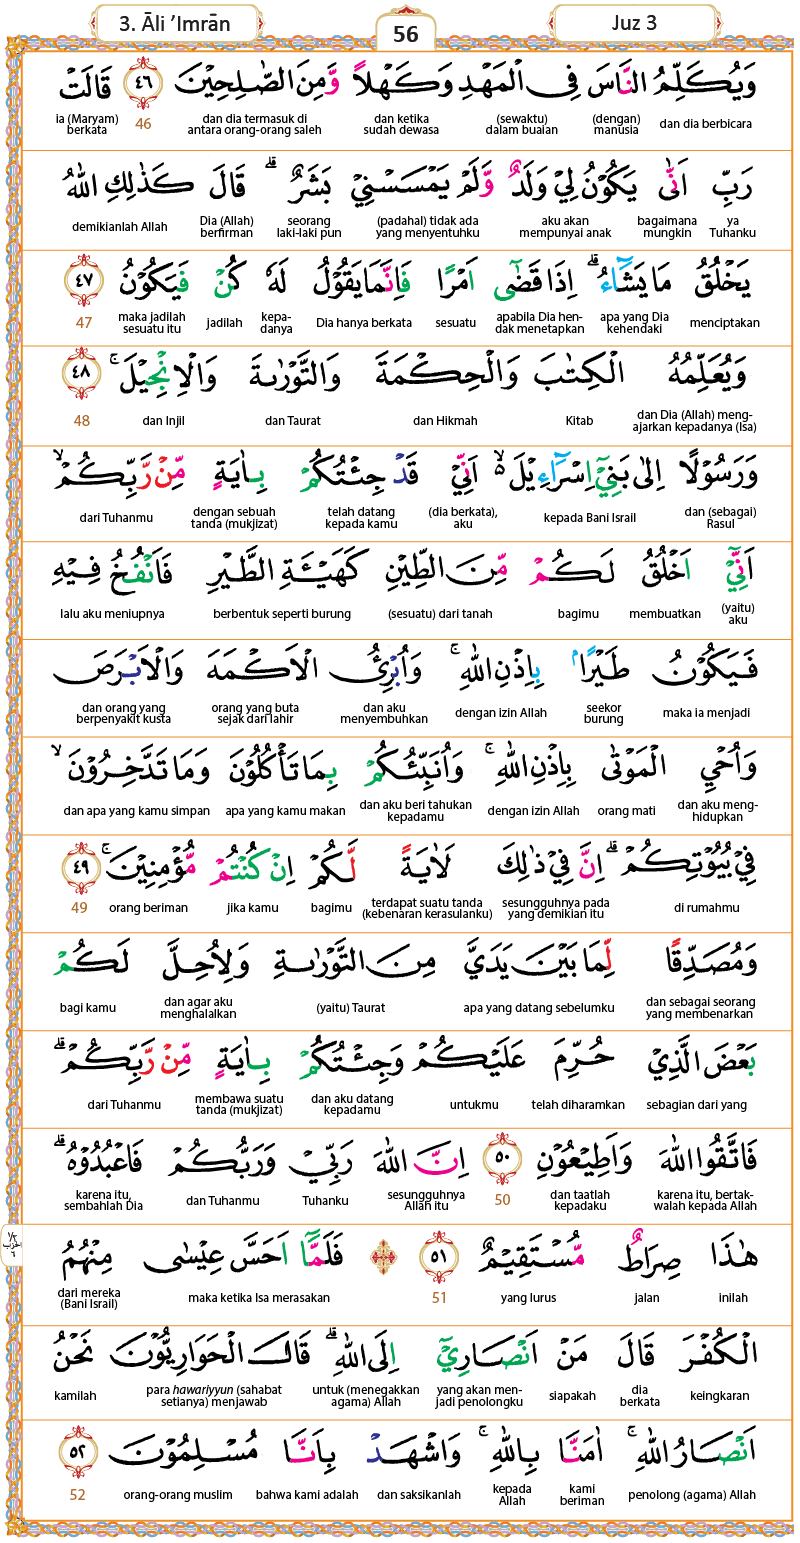 3. Āli ’Imrān
56
Juz 3
وَيُكَلِّمُ النَّاسَ فِى الْمَهْدِ وَكَهْلًا وَّمِنَ الصّٰلِحِيْنَ ٤٦ قَالَتْ
dan dia berbicara (dengan) manusia (sewaktu) dalam buaian dan ketika sudah dewasa dan dia termasuk di antara orang-orang saleh 46 ia (Maryam) berkata
رَبِّ اَنّٰى يَكُوْنُ لِيْ وَلَدٌ وَّلَمْ يَمْسَسْنِيْ بَشَرٌ ۗ قَالَ كَذٰلِكِ اللّٰهُ
ya Tuhanku bagaimana mungkin aku akan mempunyai anak (padahal) tidak ada yang menyentuhku seorang laki-laki pun Dia (Allah) berfirman demikianlah Allah
يَخْلُقُ مَا يَشَاۤءُ ۗ اِذَا قَضٰٓى اَمْرًا فَاِنَّمَا يَقُوْلُ لَهٗ كُنْ فَيَكُوْنُ ٤٧
menciptakan apa yang Dia kehendaki apabila Dia hendak menetapkan sesuatu Dia hanya berkata kepadanya jadilah maka jadilah sesuatu itu 47
وَيُعَلِّمُهُ الْكِتٰبَ وَالْحِكْمَةَ وَالتَّوْرٰىةَ وَالْاِنْجِيْلَ ۚ ٤٨
dan Dia (Allah) mengajarkan kepadanya (Isa) Kitab dan Hikmah dan Taurat dan Injil 48
وَرَسُوْلًا اِلٰى بَنِيْٓ اِسْرَاۤءِيْلَ ەۙ اَنِّيْ قَدْ جِئْتُكُمْ بِاٰيَةٍ مِّنْ رَّبِّكُمْ ۙ
dan (sebagai) Rasul kepada Bani Israil (dia berkata), aku telah datang kepada kamu dengan sebuah tanda (mukjizat) dari Tuhanmu
اَنِّيْٓ اَخْلُقُ لَكُمْ مِّنَ الطِّيْنِ كَهَيْـَٔةِ الطَّيْرِ فَاَنْفُخُ فِيْهِ
(yaitu) aku membuatkan bagimu (sesuatu) dari tanah berbentuk seperti burung lalu aku meniupnya
فَيَكُوْنُ طَيْرًاۢ بِاِذْنِ اللّٰهِ ۚ وَاُبْرِئُ الْاَكْمَهَ وَالْاَبْرَصَ
maka ia menjadi seekor burung dengan izin Allah dan aku menyembuhkan orang yang buta sejak dari lahir dan orang yang berpenyakit kusta
وَاُحْيِ الْمَوْتٰى بِاِذْنِ اللّٰهِ ۚ وَاُنَبِّئُكُمْ بِمَا تَأْكُلُوْنَ وَمَا تَدَّخِرُوْنَ ۙ
dan aku menghidupkan orang mati dengan izin Allah dan aku beri tahukan kepadamu apa yang kamu makan dan apa yang kamu simpan
فِيْ بُيُوْتِكُمْ ۗ اِنَّ فِيْ ذٰلِكَ لَاٰيَةً لَّكُمْ اِنْ كُنْتُمْ مُّؤْمِنِيْنَ ۚ ٤٩
di rumahmu sesungguhnya pada yang demikian itu terdapat suatu tanda (kebenaran kerasulanku) bagimu jika kamu orang beriman 49
وَمُصَدِّقًا لِّمَا بَيْنَ يَدَيَّ مِنَ التَّوْرٰىةِ وَلِاُحِلَّ لَكُمْ
dan sebagai seorang yang membenarkan apa yang datang sebelumku (yaitu) Taurat dan agar aku menghalalkan bagi kamu
بَعْضَ الَّذِيْ حُرِّمَ عَلَيْكُمْ وَجِئْتُكُمْ بِاٰيَةٍ مِّنْ رَّبِّكُمْ ۗ
sebagian dari yang telah diharamkan untukmu dan aku datang kepadamu membawa suatu tanda (mukjizat) dari Tuhanmu
فَاتَّقُوا اللّٰهَ وَاَطِيْعُوْنِ ٥٠ اِنَّ اللّٰهَ رَبِّيْ وَرَبُّكُمْ فَاعْبُدُوْهُ ۗ
karena itu, bertakwalah kepada Allah dan taatlah kepadaku 50 sesungguhnya Allah itu Tuhanku dan Tuhanmu karena itu, sembahlah Dia
هٰذَا صِرَاطٌ مُّسْتَقِيْمٌ ٥١ فَلَمَّآ اَحَسَّ عِيْسٰى مِنْهُمُ
inilah jalan yang lurus 51 maka ketika Isa merasakan dari mereka (Bani Israil)
الْكُفْرَ قَالَ مَنْ اَنْصَارِيْٓ اِلَى اللّٰهِ ۗ قَالَ الْحَوَارِيُّوْنَ نَحْنُ
keingkaran dia berkata siapakah yang akan menjadi penolongku untuk (menegakkan agama) Allah para hawariyyun (sahabat setianya) menjawab kamilah
اَنْصَارُ اللّٰهِ ۚ اٰمَنَّا بِاللّٰهِ ۚ وَاشْهَدْ بِاَنَّا مُسْلِمُوْنَ ٥٢
penolong (agama) Allah kami beriman kepada Allah dan saksikanlah bahwa kami adalah orang-orang muslim 52